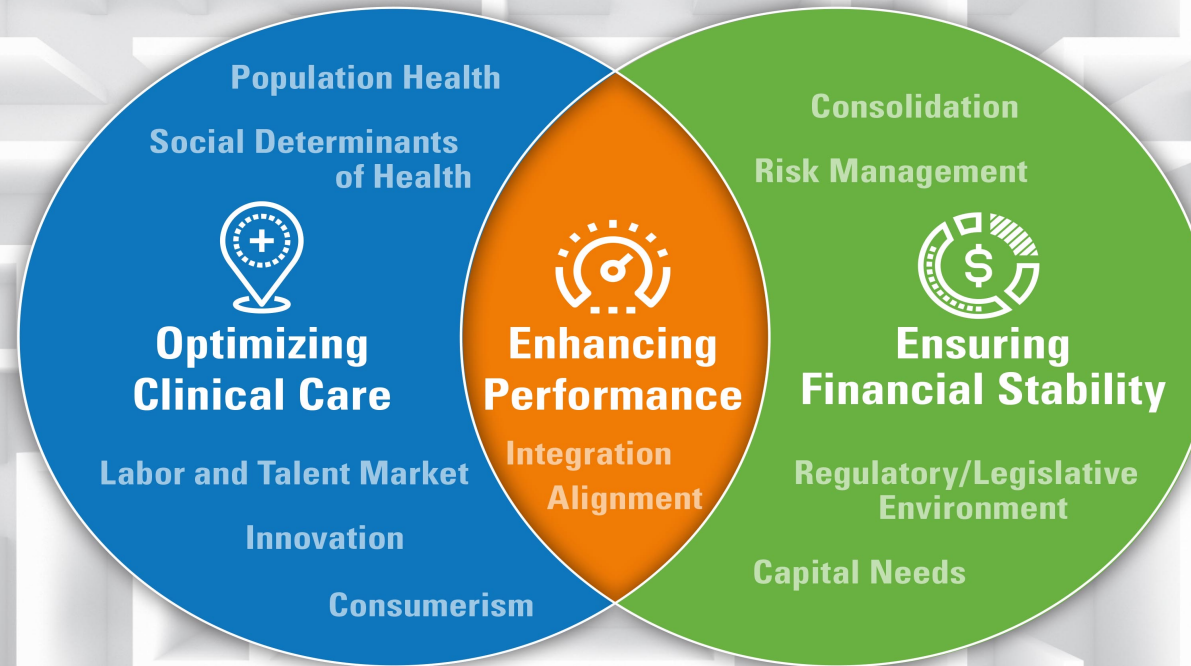 Population Health
Social Determinants
of Health
Optimizing
Clinical Care
Labor and Talent Market
Innovation
Consumerism
Enhancing
Performance
Integration
Alignment
Consolidation
Risk Management
$
Ensuring
Financial Stability
Regulatory/Legislative
Environment
Capital Needs